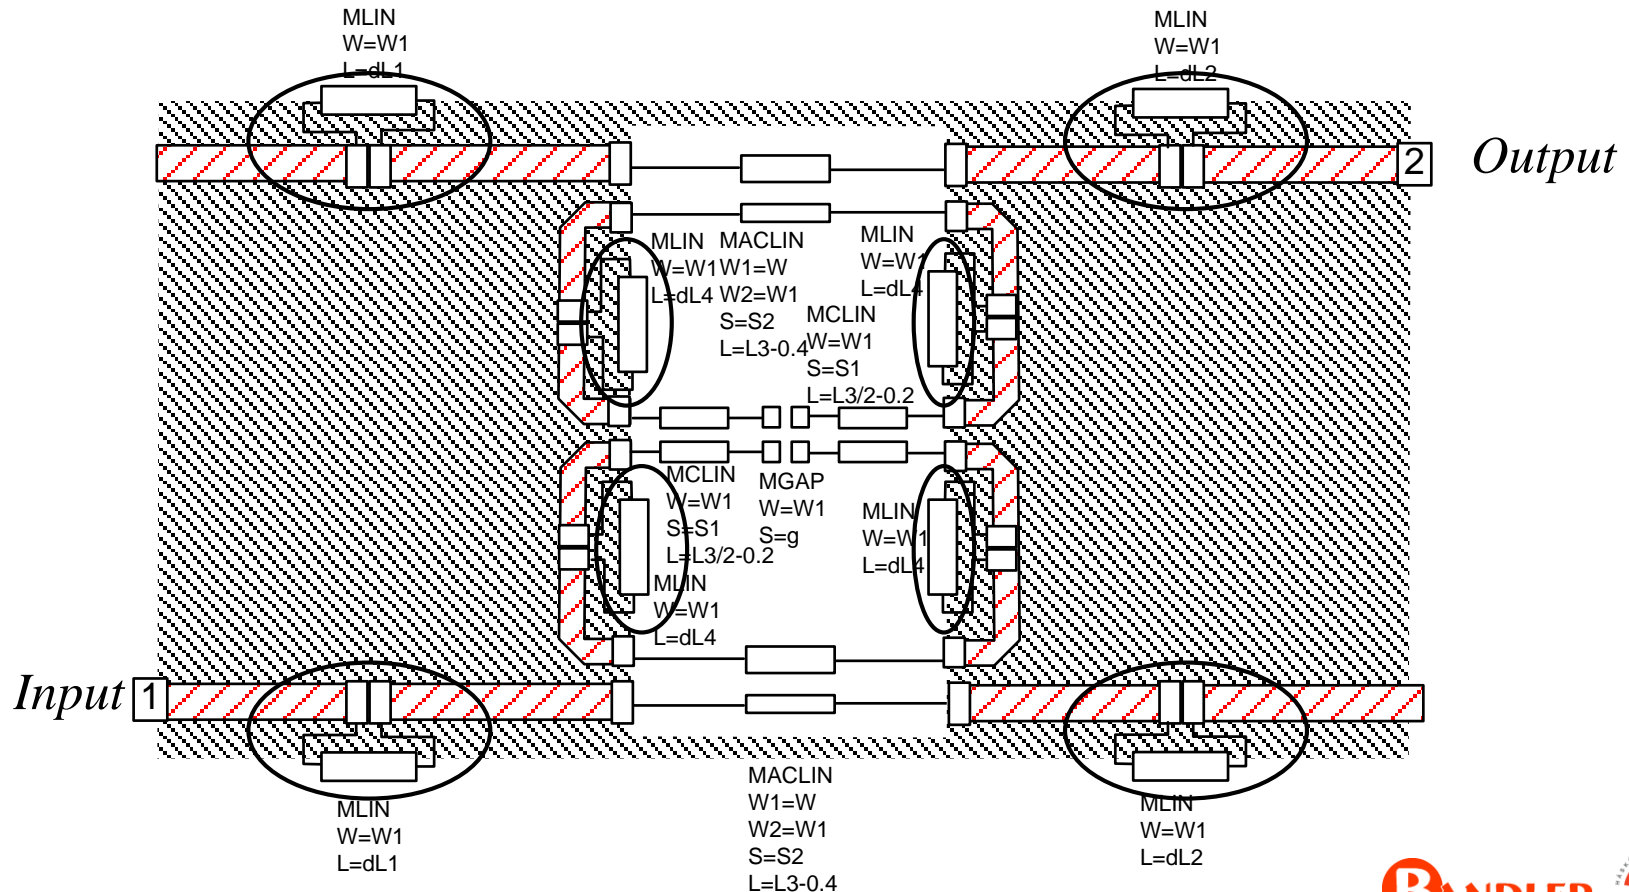 MLIN
W=W1
L=dL1
MLIN
W=W1
L=dL2
2
Output
MLIN
W=W1
L=dL4
MACLIN
W1=W
W2=W1
S=S2
L=L3-0.4
MLIN
W=W1
L=dL4
MCLIN
W=W1
S=S1
L=L3/2-0.2
MCLIN
W=W1
S=S1
L=L3/2-0.2
MGAP
W=W1
S=g
MLIN
W=W1
L=dL4
MLIN
W=W1
L=dL4
Input
1
MLIN
W=W1
L=dL1
MACLIN
W1=W
W2=W1
S=S2
L=L3-0.4
MLIN
W=W1
L=dL2
BANDLER